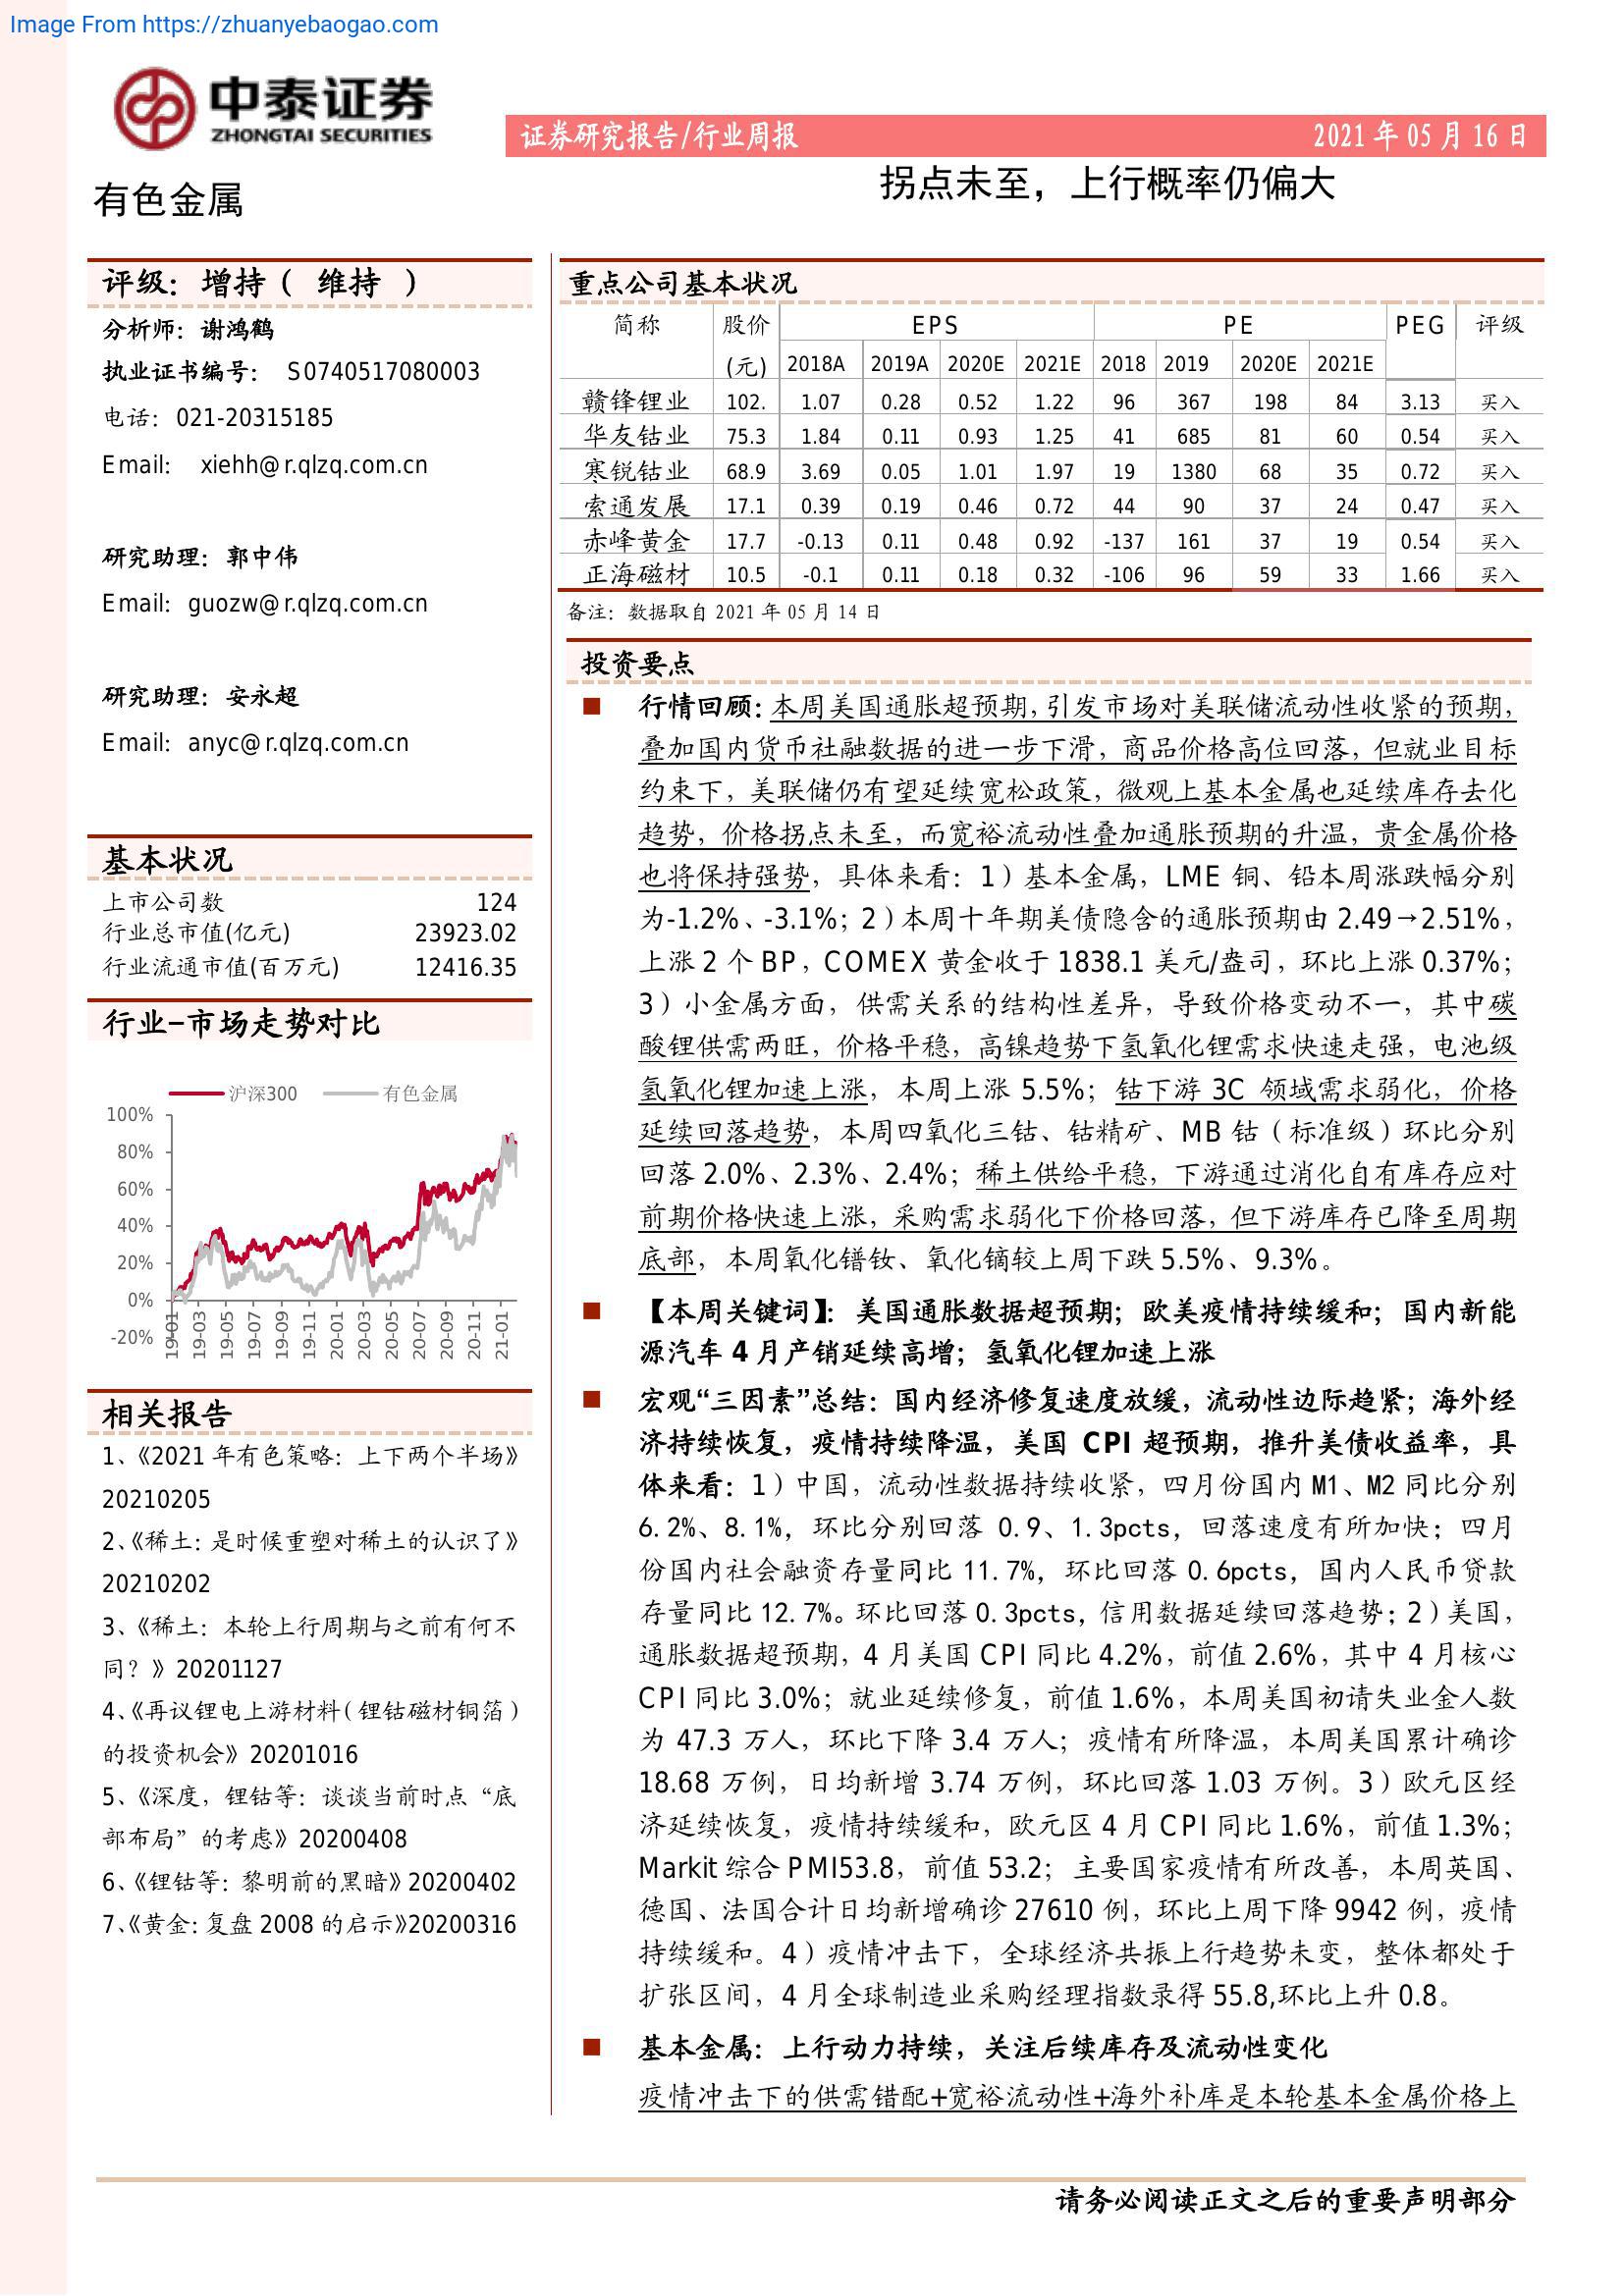 Image From https://zhuanyebaogao.com
中泰证券
ZHONGTAI SECURITIES
证券研究报告/行业周报 2021 年 05 月 16 日
有色金属
拐点未至，上行概率仍偏大
评级：增持（ 维持 ）
分析师：谢鸿鹤
执业证书编号： S0740517080003
电话：021-20315185
Email: xiehh@r.qlzq.com.cn
研究助理：郭中伟
Email: guozw@r.qlzq.com.cn
研究助理：安永超
Email: anyc@r.qlzq.com.cn
基本状况
上市公司数 124
行业总市值(亿元) 23923.02
行业流通市值(百万元) 12416.35
行业-市场走势对比
沪深300 有色金属
100%
80%
60%
40%
20%
0%
-20%
19-01 19-03 19-05 19-07 19-09 19-11 20-01 20-03 20-05 20-07 20-09 20-11 21-01
相关报告
1、《2021 年有色策略：上下两个半场》
20210205
2、《稀土: 是时候重塑对稀土的认识了》
20210202
3、《稀土：本轮上行周期与之前有何不
同？》20201127
4、《再议锂电上游材料（锂钴磁材铜箔）
的投资机会》20201016
5、《深度，锂钴等：谈谈当前时点“底
部布局”的考虑》20200408
6、《锂钴等: 黎明前的黑暗》20200402
7、《黄金: 复盘 2008 的启示》20200316
重点公司基本状况
简称 股价 EPS PE PEG 评级
(元) 2018A 2019A 2020E 2021E 2018 2019 2020E 2021E
赣锋锂业 102. 1.07 0.28 0.52 1.22 96 367 198 84 3.13 买入
华友钴业 75.3 1.84 0.11 0.93 1.25 41 685 81 60 0.54 买入
寒锐钴业 68.9 3.69 0.05 1.01 1.97 19 1380 68 35 0.72 买入
索通发展 17.1 0.39 0.19 0.46 0.72 44 90 37 24 0.47 买入
赤峰黄金 17.7 -0.13 0.11 0.48 0.92 -137 161 37 19 0.54 买入
正海磁材 10.5 -0.1 0.11 0.18 0.32 -106 96 59 33 1.66 买入
备注：数据取自 2021 年 05 月 14 日
投资要点
■ 行情回顾：本周美国通胀超预期，引发市场对美联储流动性收紧的预期，
叠加国内货币社融数据的进一步下滑，商品价格高位回落，但就业目标
约束下，美联储仍有望延续宽松政策，微观上基本金属也延续库存去化
趋势，价格拐点未至，而宽裕流动性叠加通胀预期的升温，贵金属价格
也将保持强势，具体来看：1）基本金属，LME 铜、铅本周涨跌幅分别
为-1.2%、-3.1%；2）本周十年期美债隐含的通胀预期由 2.49→2.51%，
上涨 2 个 BP，COMEX 黄金收于 1838.1 美元/盎司，环比上涨 0.37%；
3）小金属方面，供需关系的结构性差异，导致价格变动不一，其中碳
酸锂供需两旺，价格平稳，高镍趋势下氢氧化锂需求快速走强，电池级
氢氧化锂加速上涨，本周上涨 5.5%；钴下游 3C 领域需求弱化，价格
延续回落趋势，本周四氧化三钴、钴精矿、MB 钴（标准级）环比分别
回落 2.0%、2.3%、2.4%；稀土供给平稳，下游通过消化自有库存应对
前期价格快速上涨，采购需求弱化下价格回落，但下游库存已降至周期
底部，本周氧化镨钕、氧化镝较上周下跌 5.5%、9.3%。
■ 【本周关键词】：美国通胀数据超预期；欧美疫情持续缓和；国内新能
源汽车 4 月产销延续高增；氢氧化锂加速上涨
■ 宏观“三因素”总结：国内经济修复速度放缓，流动性边际趋紧；海外经
济持续恢复，疫情持续降温，美国 CPI 超预期，推升美债收益率，具
体来看：1）中国，流动性数据持续收紧，四月份国内 M1、M2 同比分别
6.2%、8.1%，环比分别回落 0.9、1.3pcts，回落速度有所加快；四月
份国内社会融资存量同比 11.7%，环比回落 0.6pcts，国内人民币贷款
存量同比 12.7%。环比回落 0.3pcts，信用数据延续回落趋势；2）美国，
通胀数据超预期，4 月美国 CPI 同比 4.2%，前值 2.6%，其中 4 月核心
CPI 同比 3.0%；就业延续修复，前值 1.6%，本周美国初请失业金人数
为 47.3 万人，环比下降 3.4 万人；疫情有所降温，本周美国累计确诊
18.68 万例，日均新增 3.74 万例，环比回落 1.03 万例。3）欧元区经
济延续恢复，疫情持续缓和，欧元区 4 月 CPI 同比 1.6%，前值 1.3%；
Markit 综合 PMI53.8，前值 53.2；主要国家疫情有所改善，本周英国、
德国、法国合计日均新增确诊 27610 例，环比上周下降 9942 例，疫情
持续缓和。4）疫情冲击下，全球经济共振上行趋势未变，整体都处于
扩张区间，4 月全球制造业采购经理指数录得 55.8,环比上升 0.8。
■ 基本金属：上行动力持续，关注后续库存及流动性变化
疫情冲击下的供需错配+宽裕流动性+海外补库是本轮基本金属价格上
请务必阅读正文之后的重要声明部分